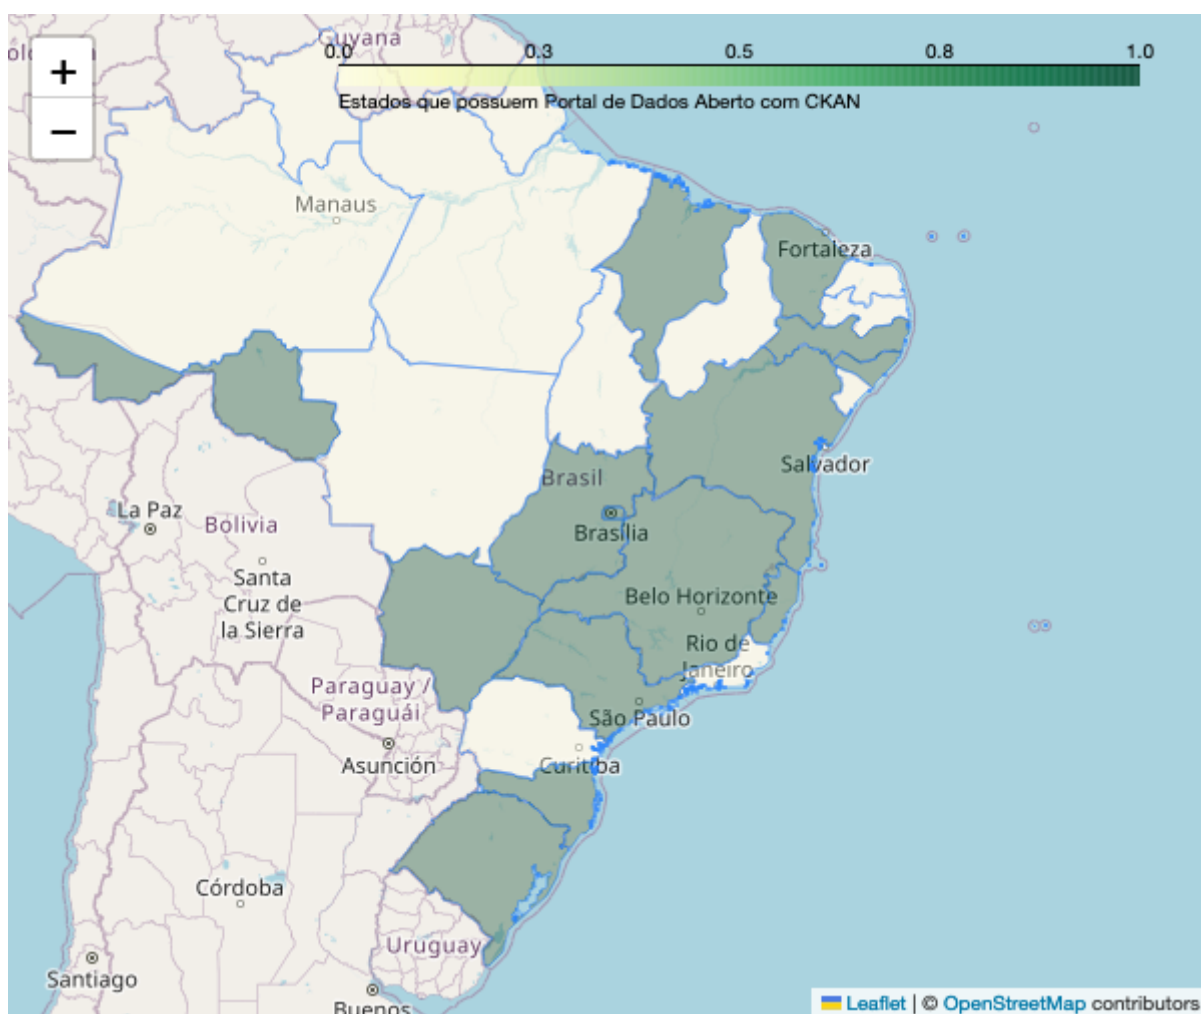 Guyana
0.0 0.3 0.5 0.8 1.0
+
Estados que possuem Portal de Dados Aberto com CKAN
−
Manaus
Fortaleza
Salvador
Brasil
La Paz
Bolivia
Brasília
Santa
Cruz de
la Sierra
Belo Horizonte
Rio de
Janeiro
Paraguay /
Paraguái
São Paulo
Asunción
Curitiba
Córdoba
Uruguay
Santiago
Buenos
Leaflet | © OpenStreetMap contributors